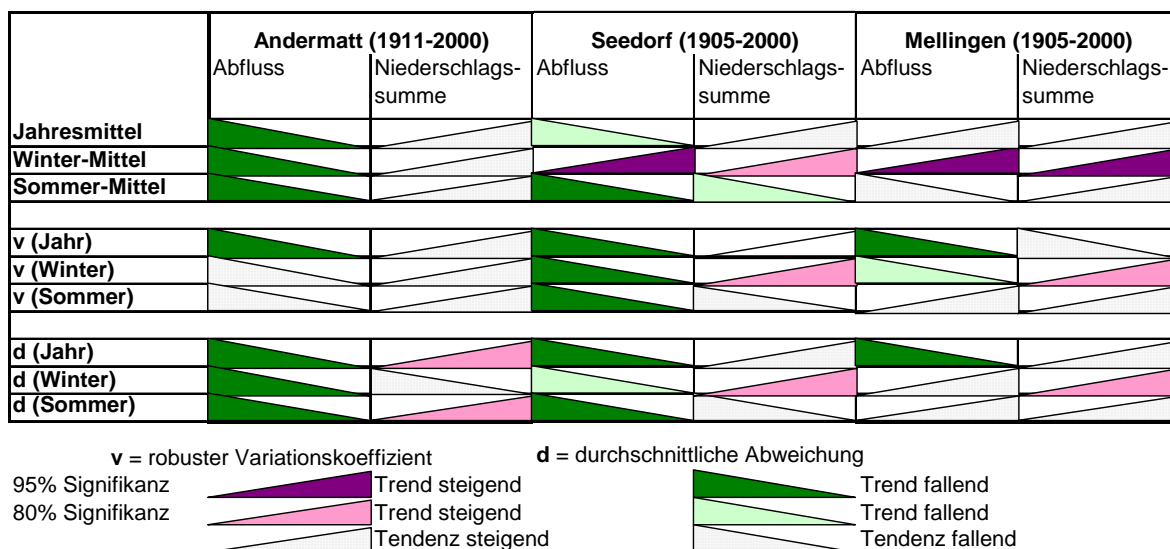 Andermatt (1911-2000) Seedorf (1905-2000) Mellingen (1905-2000)
Abfluss Niederschlags- Abfluss Niederschlags- Abfluss Niederschlags-
summe summe summe
Jahresmittel
Winter-Mittel
Sommer-Mittel
v (Jahr)
v (Winter)
v (Sommer)
d (Jahr)
d (Winter)
d (Sommer)
v = robuster Variationskoeffizient d = durchschnittliche Abweichung
95% Signifikanz Trend steigend Trend fallend
80% Signifikanz Trend steigend Trend fallend
Tendenz steigend Tendenz fallend